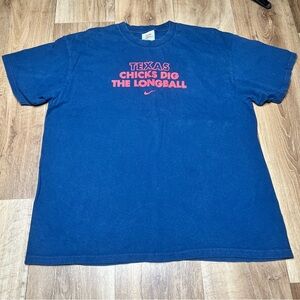 TEXAS
CHICKS DIG
THE LONGBALL